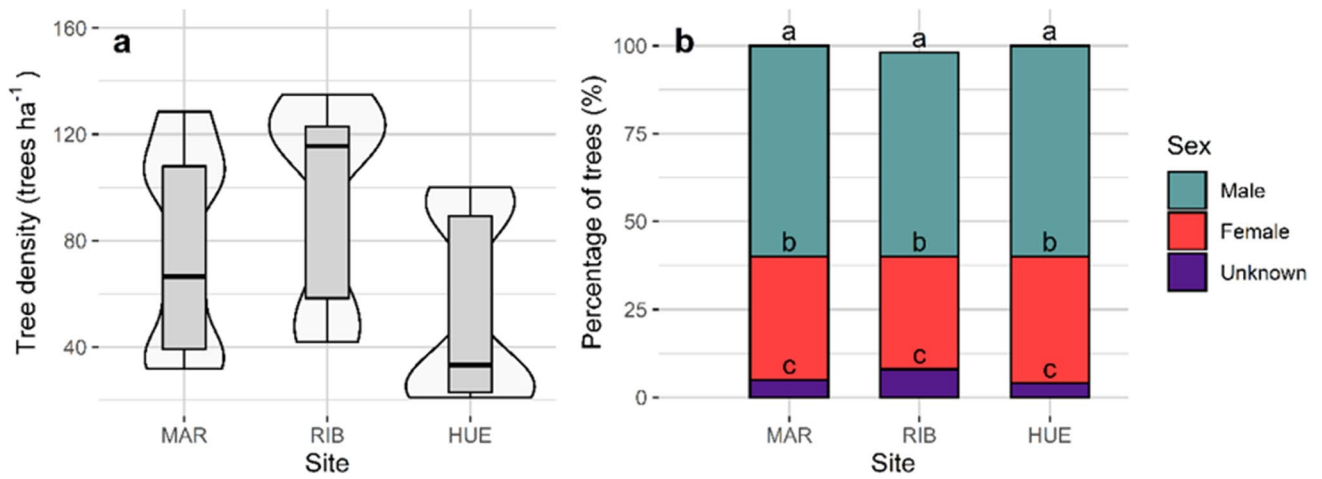 a
Tree density (trees ha-1 )
160
120
80
40
MAR RIB HUE
Site
b
Percentage of trees (%)
100
75
50
25
0
a a a
b b b
c c c
MAR RIB HUE
Site
Sex
Male
Female
Unknown